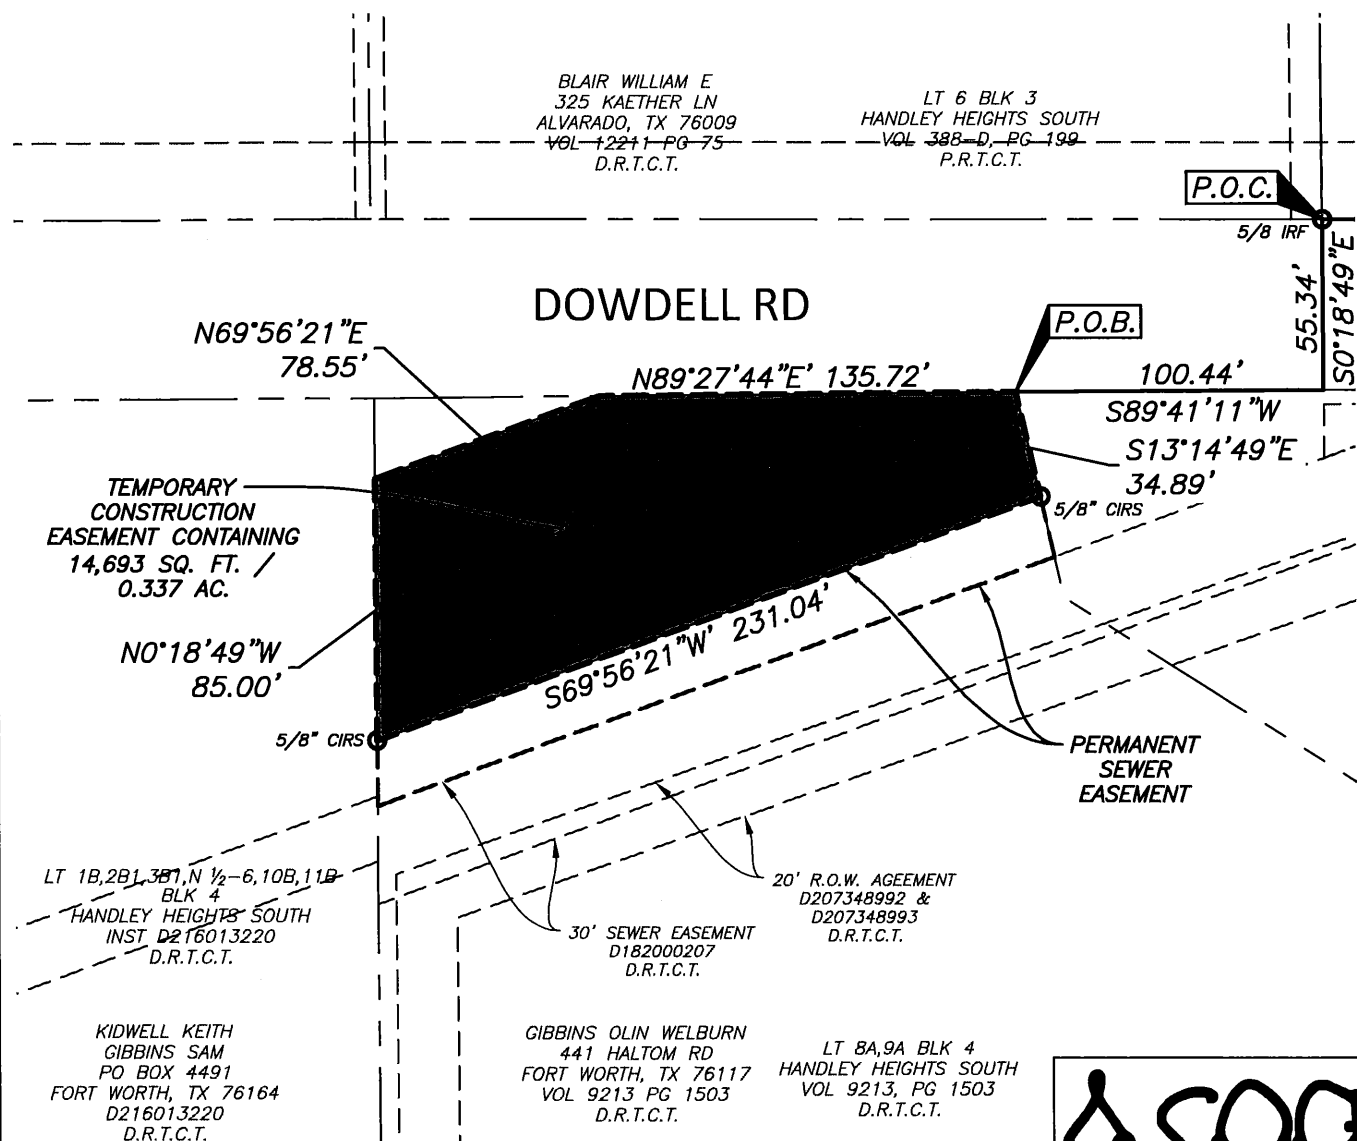 BLAIR WILLIAM E
325 KAETHER LN
ALVARADO, TX 76009
VOL 12211 PG 75
D.R.T.C.T.
LT 6 BLK 3
HANDLEY HEIGHTS SOUTH
VOL 388-D, PG 199
P.R.T.C.T.
P.O.C.
5/8 IRF
55.34'
S0°18'49"E
DOWDELL RD
N69°56'21"E
78.55'
P.O.B.
N89°27'44"E' 135.72'
100.44'
S89°41'11"W
S13°14'49"E
34.89'
5/8" CIRS
TEMPORARY
CONSTRUCTION
EASEMENT CONTAINING
14,693 SQ. FT. /
0.337 AC.
N0°18'49"W
85.00'
S69°56'21"W' 231.04'
5/8" CIRS
PERMANENT
SEWER
EASEMENT
LT 1B,2B1,3B1,N ½-6,10B,11B
BLK 4
HANDLEY HEIGHTS SOUTH
INST D216013220
D.R.T.C.T.
20' R.O.W. AGEEMENT
D207348992 &
D207348993
D.R.T.C.T.
30' SEWER EASEMENT
D182000207
D.R.T.C.T.
KIDWELL KEITH
GIBBINS SAM
PO BOX 4491
FORT WORTH, TX 76164
D216013220
D.R.T.C.T.
GIBBINS OLIN WELBURN
441 HALTOM RD
FORT WORTH, TX 76117
VOL 9213 PG 1503
D.R.T.C.T.
LT 8A,9A BLK 4
HANDLEY HEIGHTS SOUTH
VOL 9213, PG 1503
D.R.T.C.T.